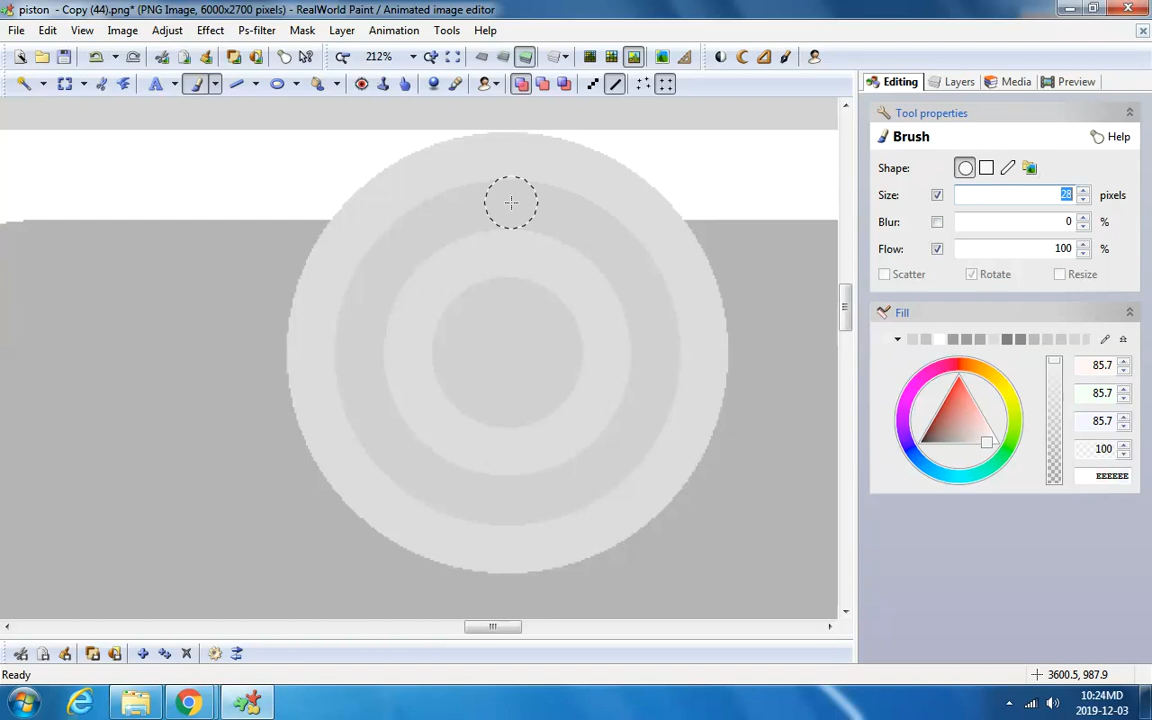 piston - Copy (44).png* (PNG Image, 6000x2700 pixels) - RealWorld Paint / Animated image editor
File Edit View Image Adjust Effect Ps-filter Mask Layer Animation Tools Help
212%
Editing Layers Media Preview
Tool properties
Brush Help
Shape:
Size: 28 pixels
Blur: 0 %
Flow: 100 %
Scatter Rotate Resize
Fill
85.7
85.7
85.7
100
EEEEEE
Ready 3600.5, 987.9
10:24MD
2019-12-03